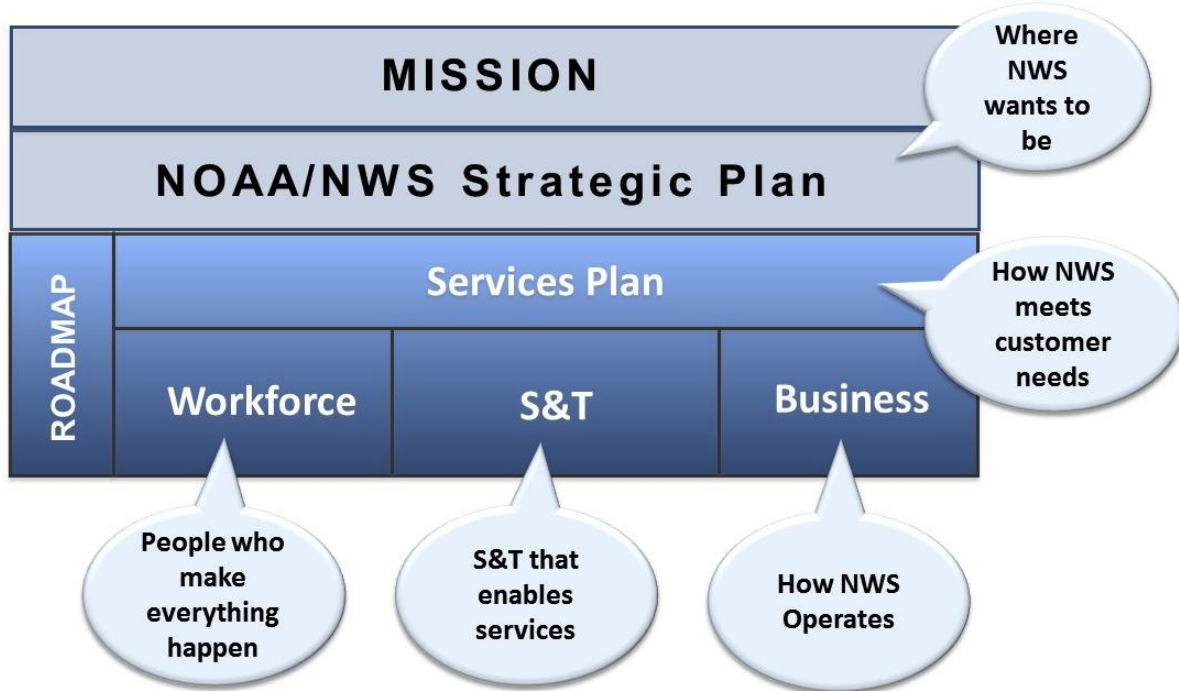 MISSION
Where
NWS
wants to
be
NOAA/NWS Strategic Plan
ROADMAP
Services Plan
How NWS
meets
customer
needs
Workforce
S&T
Business
People who
make
everything
happen
S&T that
enables
services
How NWS
Operates